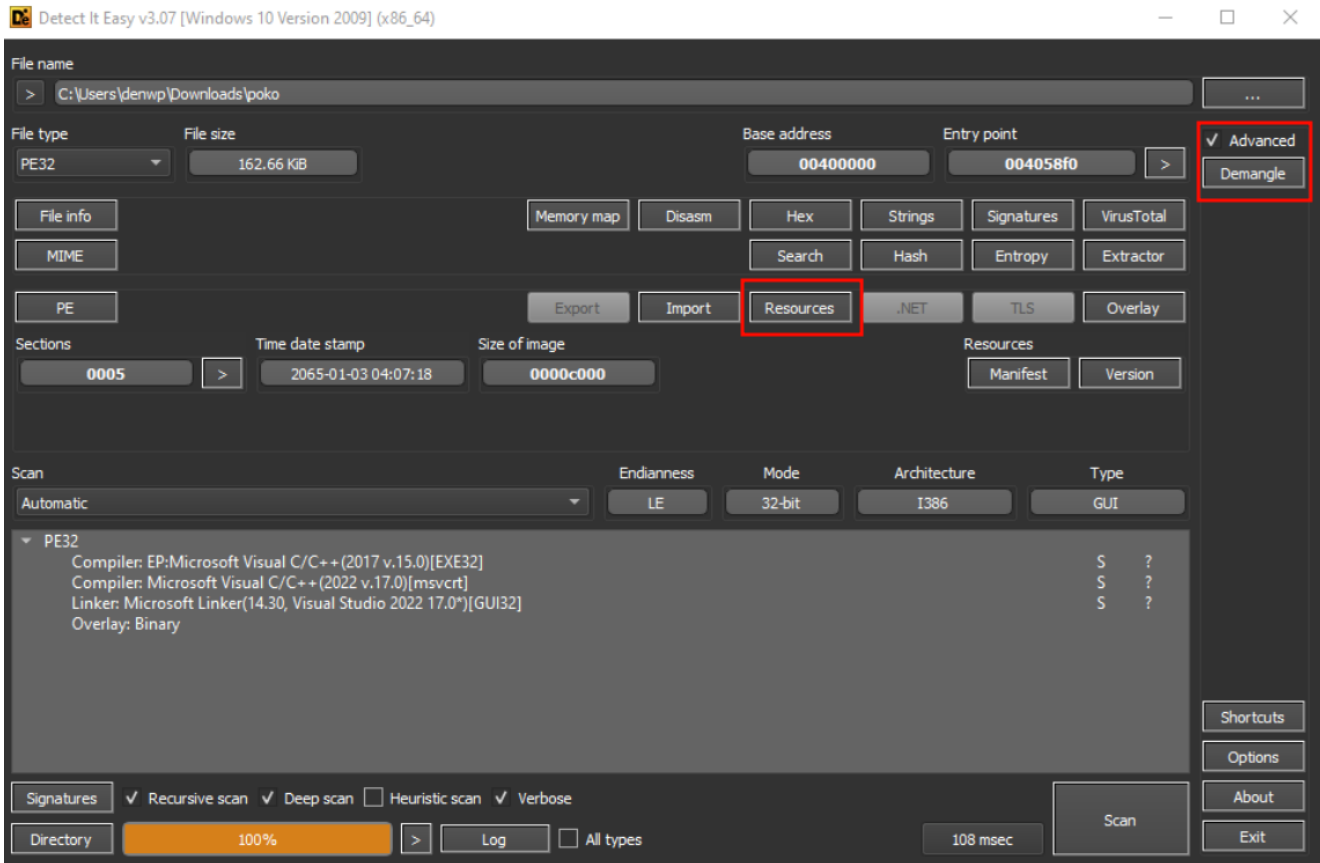 Detect It Easy v3.07 [Windows 10 Version 2009] (x86_64)
File name
> C:\Users\denwp\Downloads\poko ...
File type File size Base address Entry point Advanced
PE32 162.66 KiB 00400000 004058f0 > Demangle
File info Memory map Disasm Hex Strings Signatures VirusTotal
MIME Search Hash Entropy Extractor
PE Export Import Resources .NET TLS Overlay
Sections Time date stamp Size of image Resources
0005 > 2065-01-03 04:07:18 0000c000 Manifest Version
Scan Endianness Mode Architecture Type
Automatic LE 32-bit I386 GUI
PE32
Compiler: EP:Microsoft Visual C/C++(2017 v.15.0)[EXE32] S ?
Compiler: Microsoft Visual C/C++(2022 v.17.0)[msvcrt] S ?
Linker: Microsoft Linker(14.30, Visual Studio 2022 17.0*)[GUI32] S ?
Overlay: Binary
Shortcuts
Options
Signatures Recursive scan Deep scan Heuristic scan Verbose About
Scan
Directory 100% > Log All types 108 msec Exit